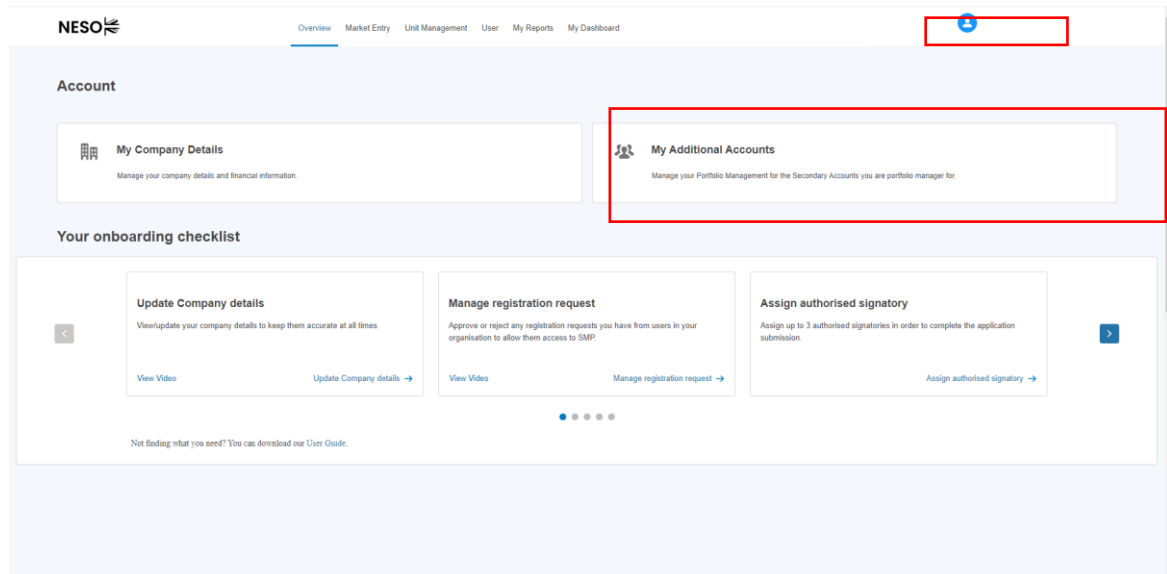 NESO
Overview Market Entry Unit Management User My Reports My Dashboard
Account
My Company Details
Manage your company details and financial information.
My Additional Accounts
Manage your Portfolio Management for the Secondary Accounts you are portfolio manager for.
Your onboarding checklist
Update Company details
View/update your company details to keep them accurate at all times.
View Video Update Company details →
Manage registration request
Approve or reject any registration requests you have from users in your
organisation to allow them access to SMP.
View Video Manage registration request →
Assign authorised signatory
Assign up to 3 authorised signatories in order to complete the application
submission.
Assign authorised signatory →
Not finding what you need? You can download our User Guide.